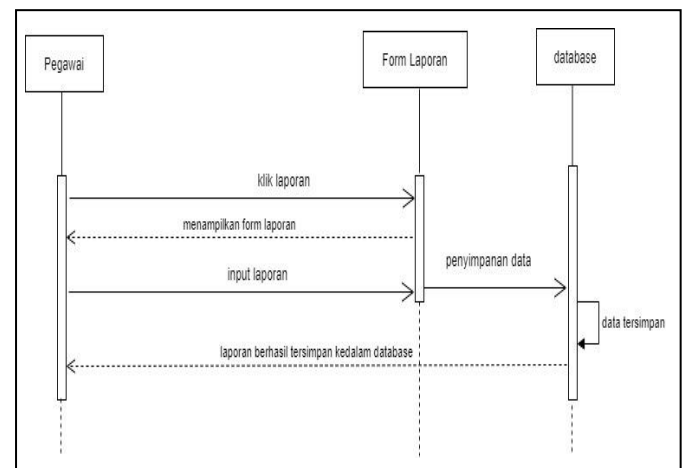 Pegawai
Form Laporan
database
klik laporan
menampilkan form laporan
penyimpanan data
input laporan
data tersimpan
laporan berhasil tersimpan kedalam database